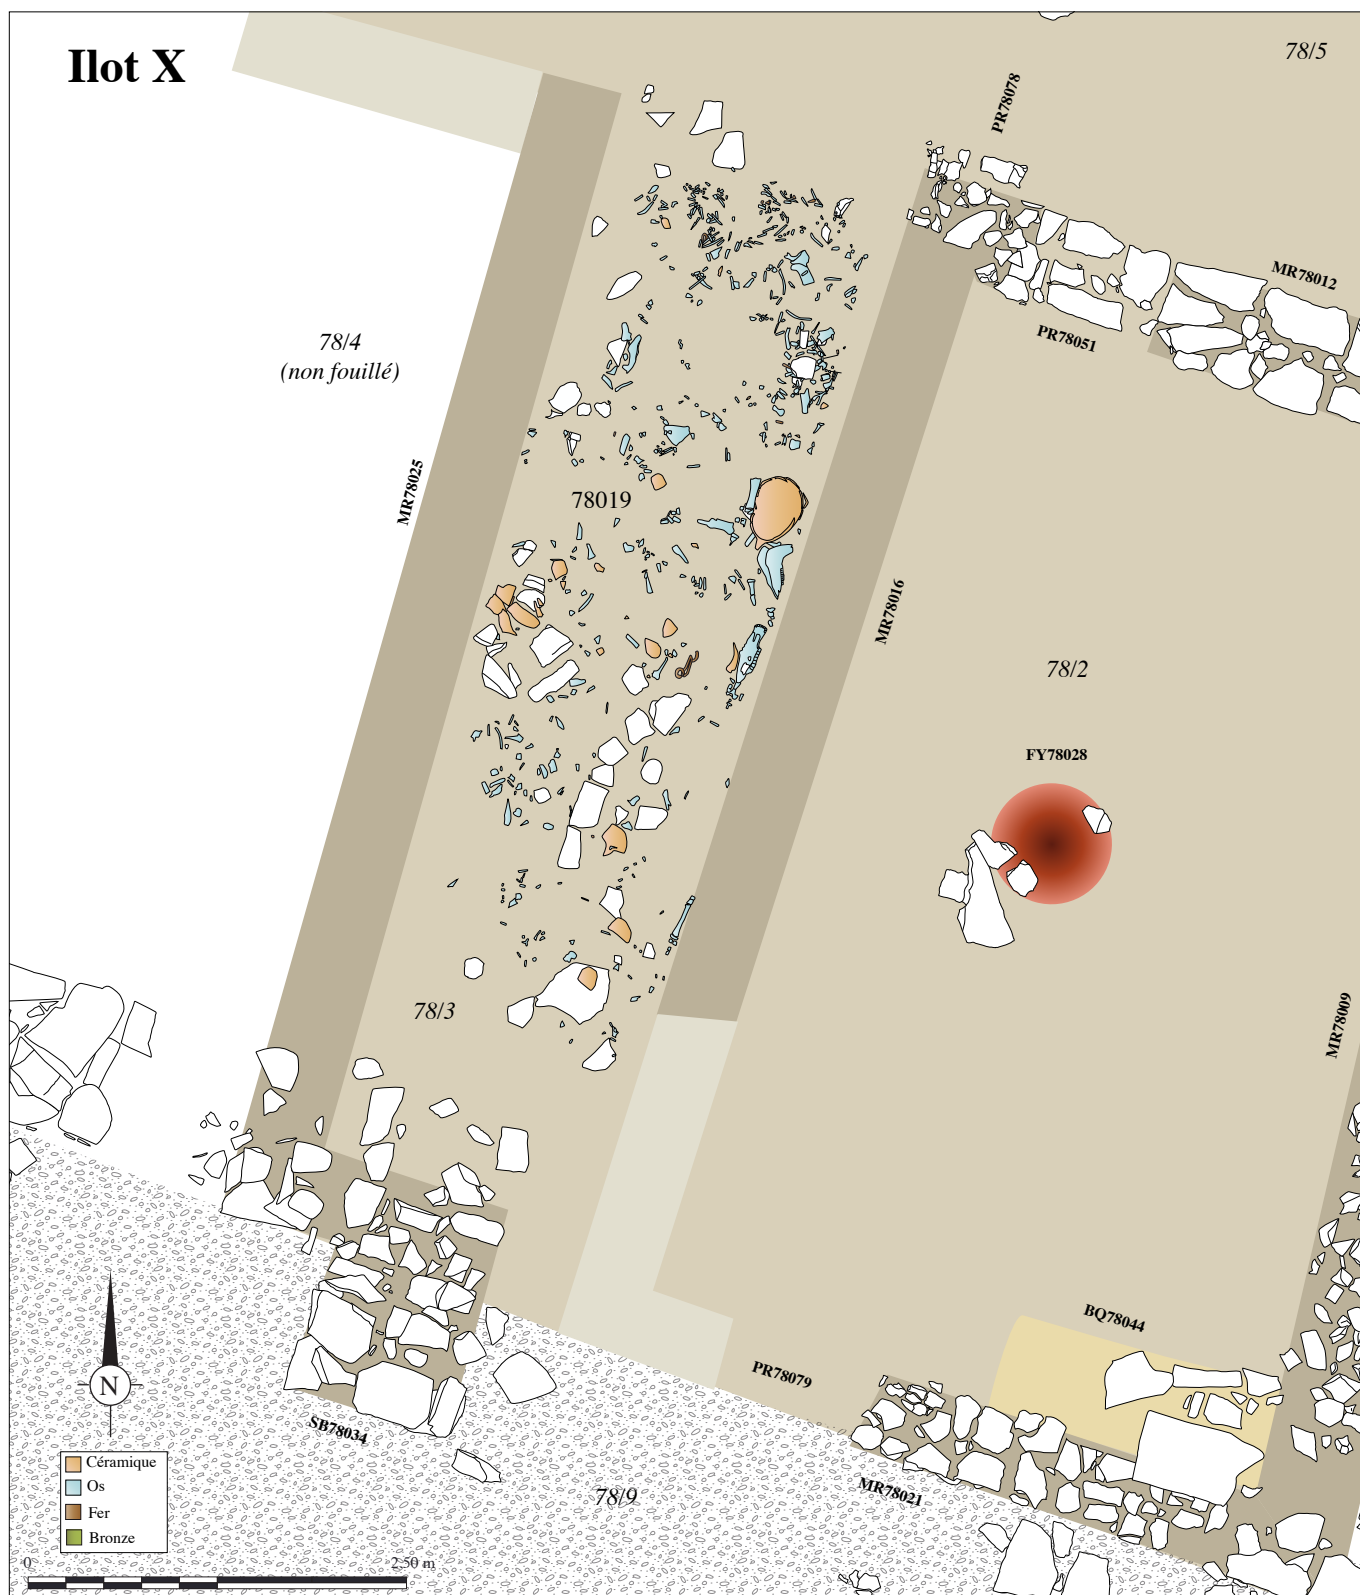 Ilot X
78/5
PR78078
MR78012
PR78051
78/4
(non fouillé)
MR78025
78019
MR78016
78/2
FY78028
78/3
MR78009
BQ78044
PR78079
SB78034
MR78021
78/9
N
Céramique
Os
Fer
Bronze
0
2.50 m